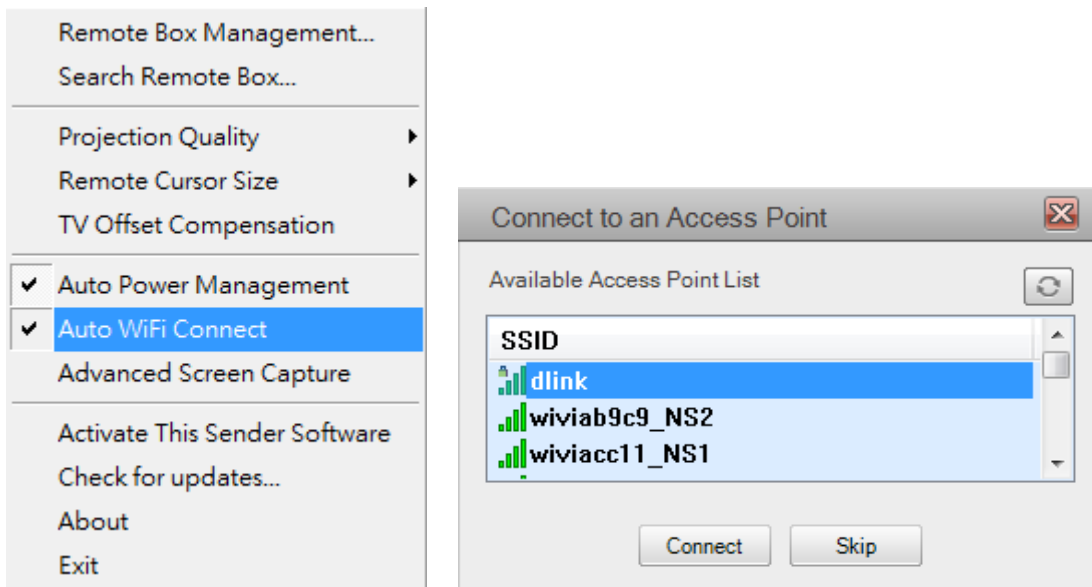 Remote Box Management...
Search Remote Box...
Projection Quality
Remote Cursor Size
TV Offset Compensation
Auto Power Management
Auto WiFi Connect
Advanced Screen Capture
Activate This Sender Software
Check for updates...
About
Exit
Connect to an Access Point
Available Access Point List
SSID
dlink
wiviab9c9_NS2
wiviacc11_NS1
Connect
Skip